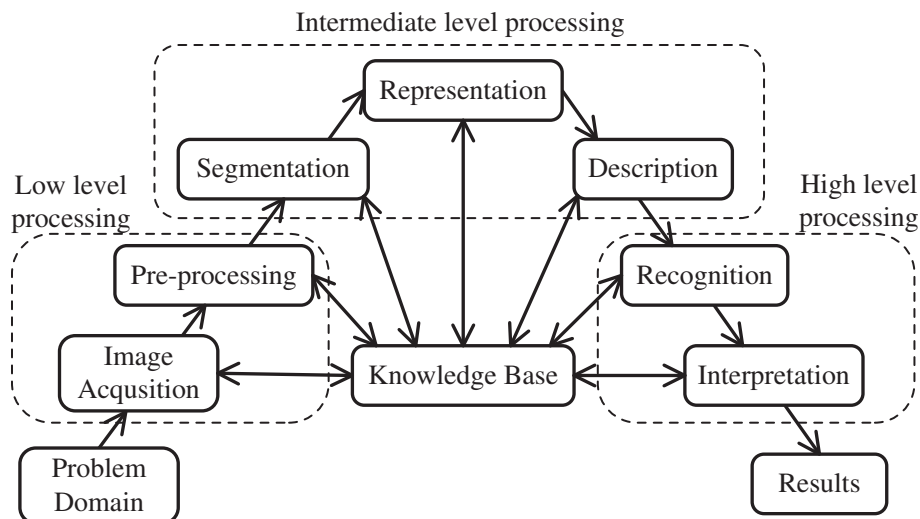 Intermediate level processing
Representation
Segmentation
Description
Low level
processing
High level
processing
Pre-processing
Recognition
Image
Acqusition
Knowledge Base
Interpretation
Problem
Domain
Results